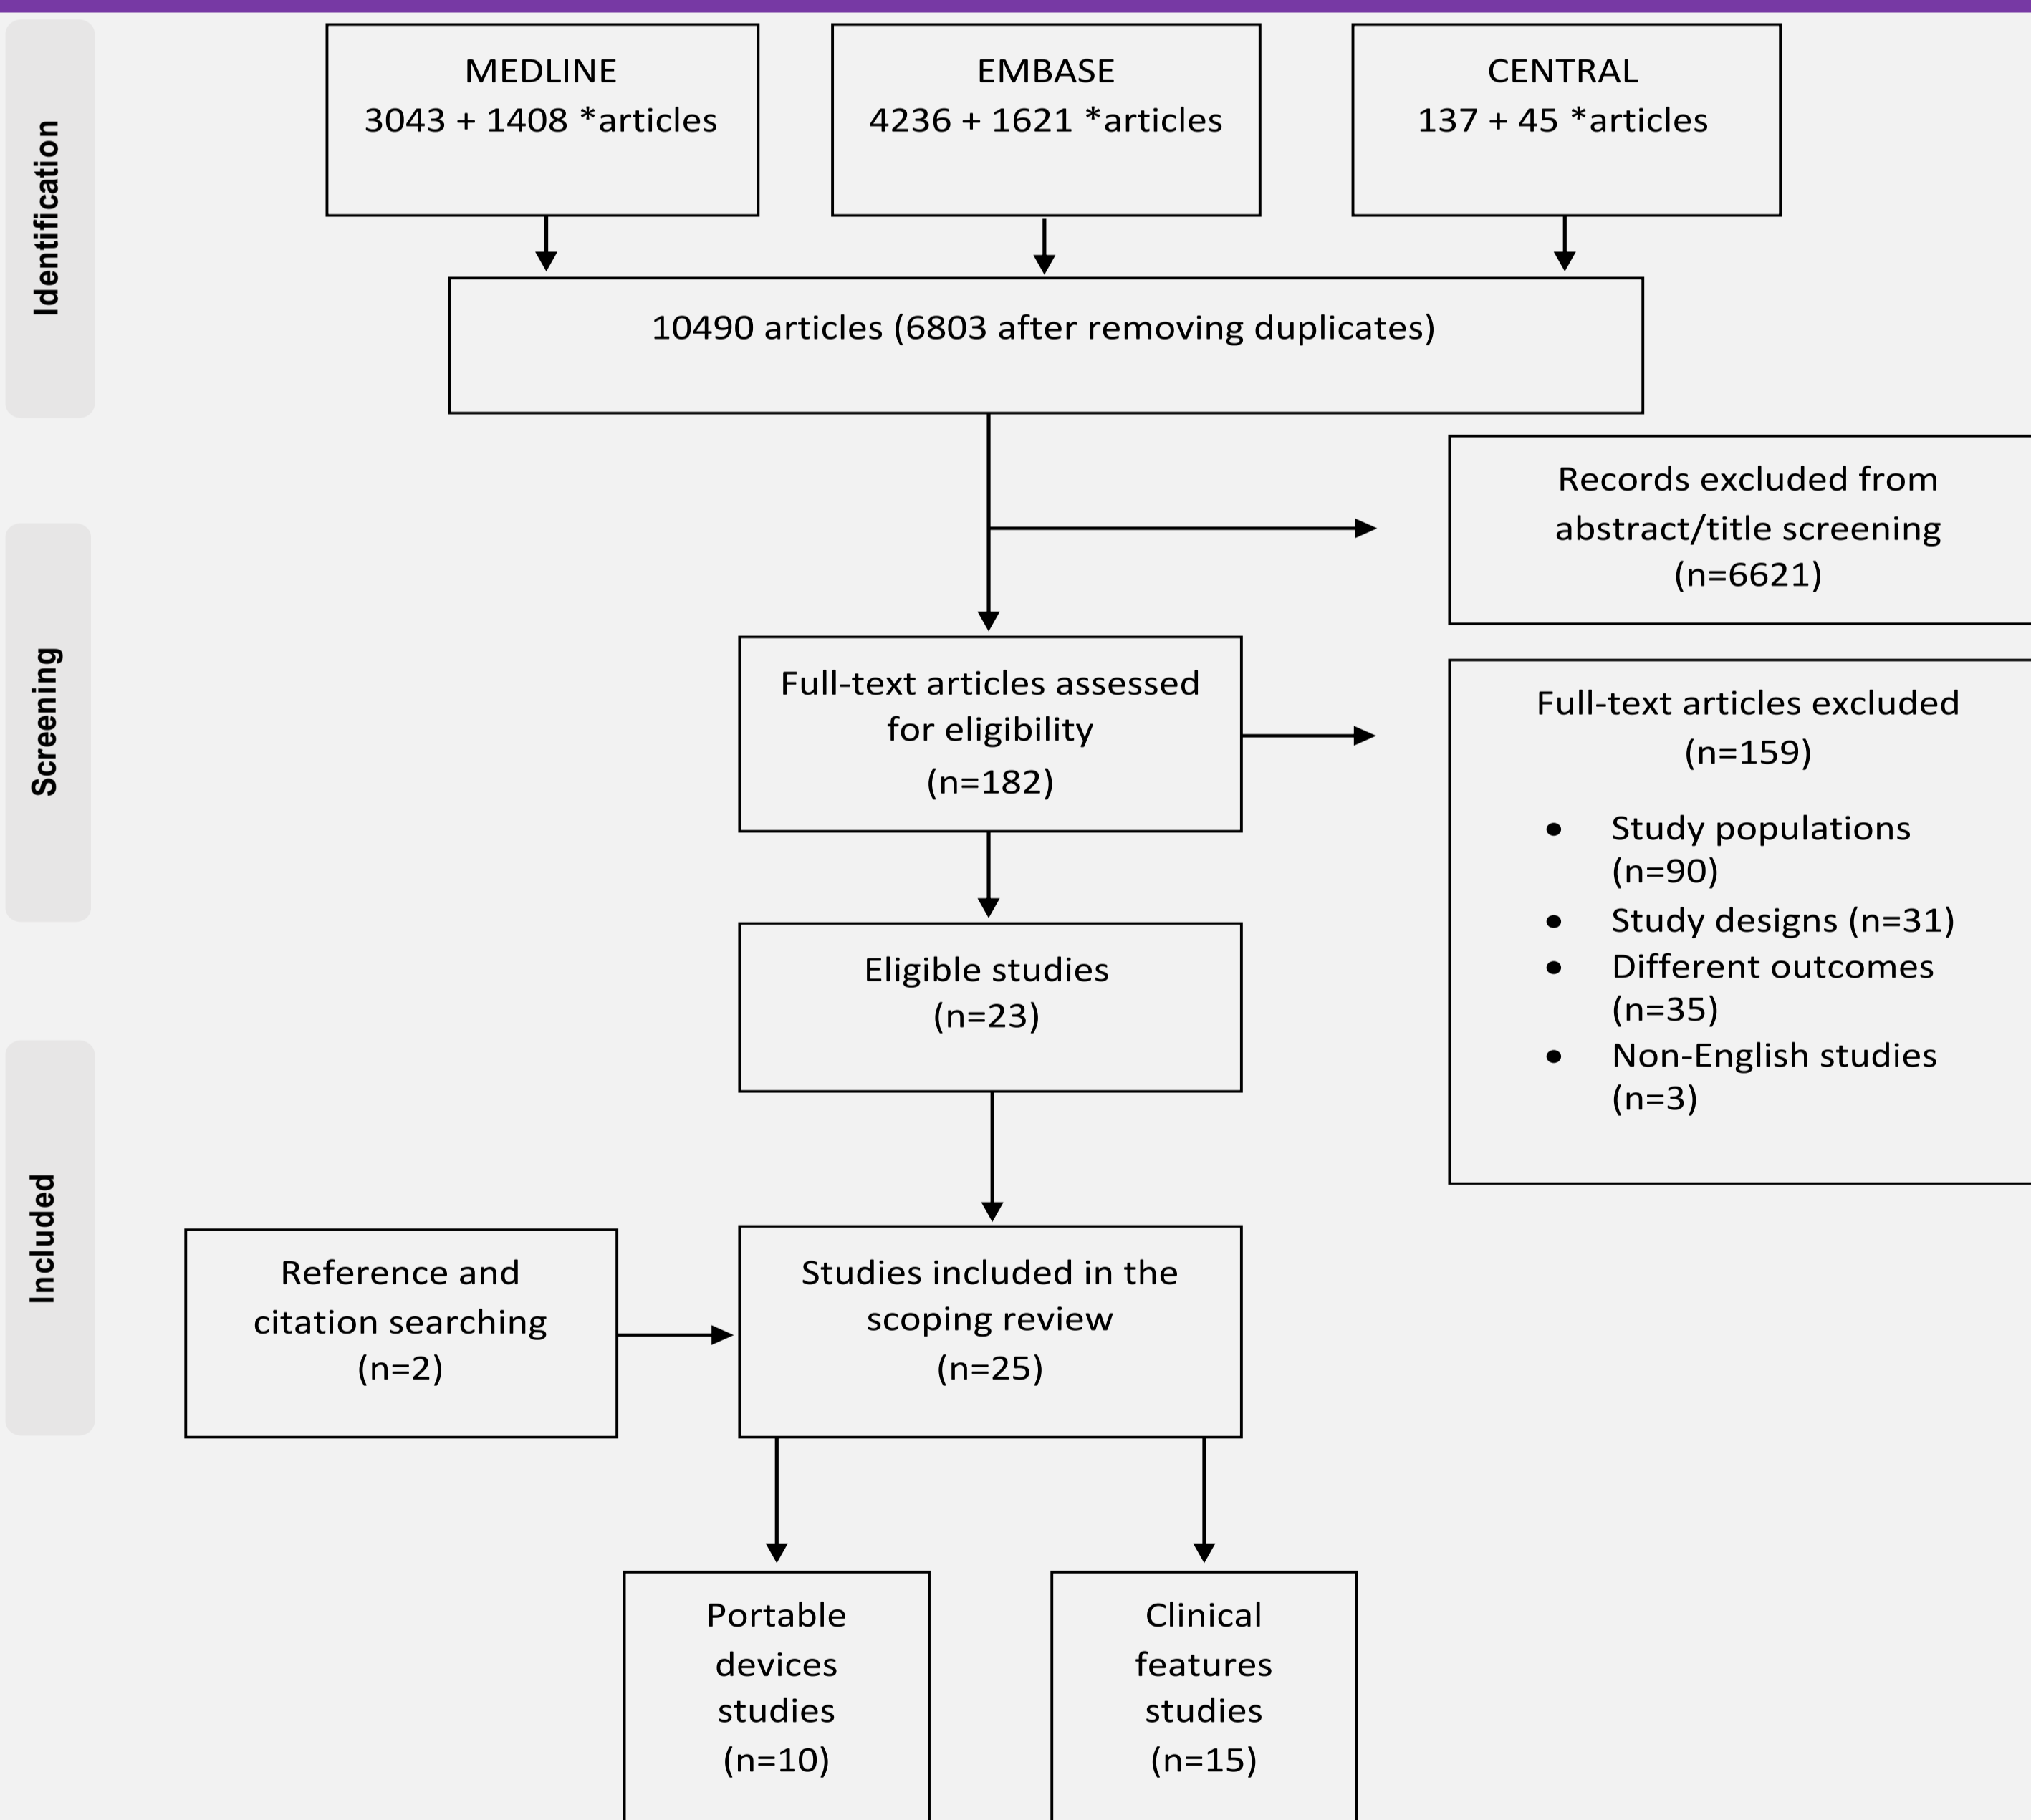 Identification
MEDLINE
3043 + 1408 *articles
EMBASE
4236 + 1621 *articles
CENTRAL
137 + 45 *articles
10490 articles (6803 after removing duplicates)
Screening
Records excluded from
abstract/title screening
(n=6621)
Full-text articles assessed
for eligibility
(n=182)
Full-text articles excluded
(n=159)
• Study populations
(n=90)
• Study designs (n=31)
• Different outcomes
(n=35)
• Non-English studies
(n=3)
Eligible studies
(n=23)
Included
Reference and
citation searching
(n=2)
Studies included in the
scoping review
(n=25)
Portable
devices
studies
(n=10)
Clinical
features
studies
(n=15)